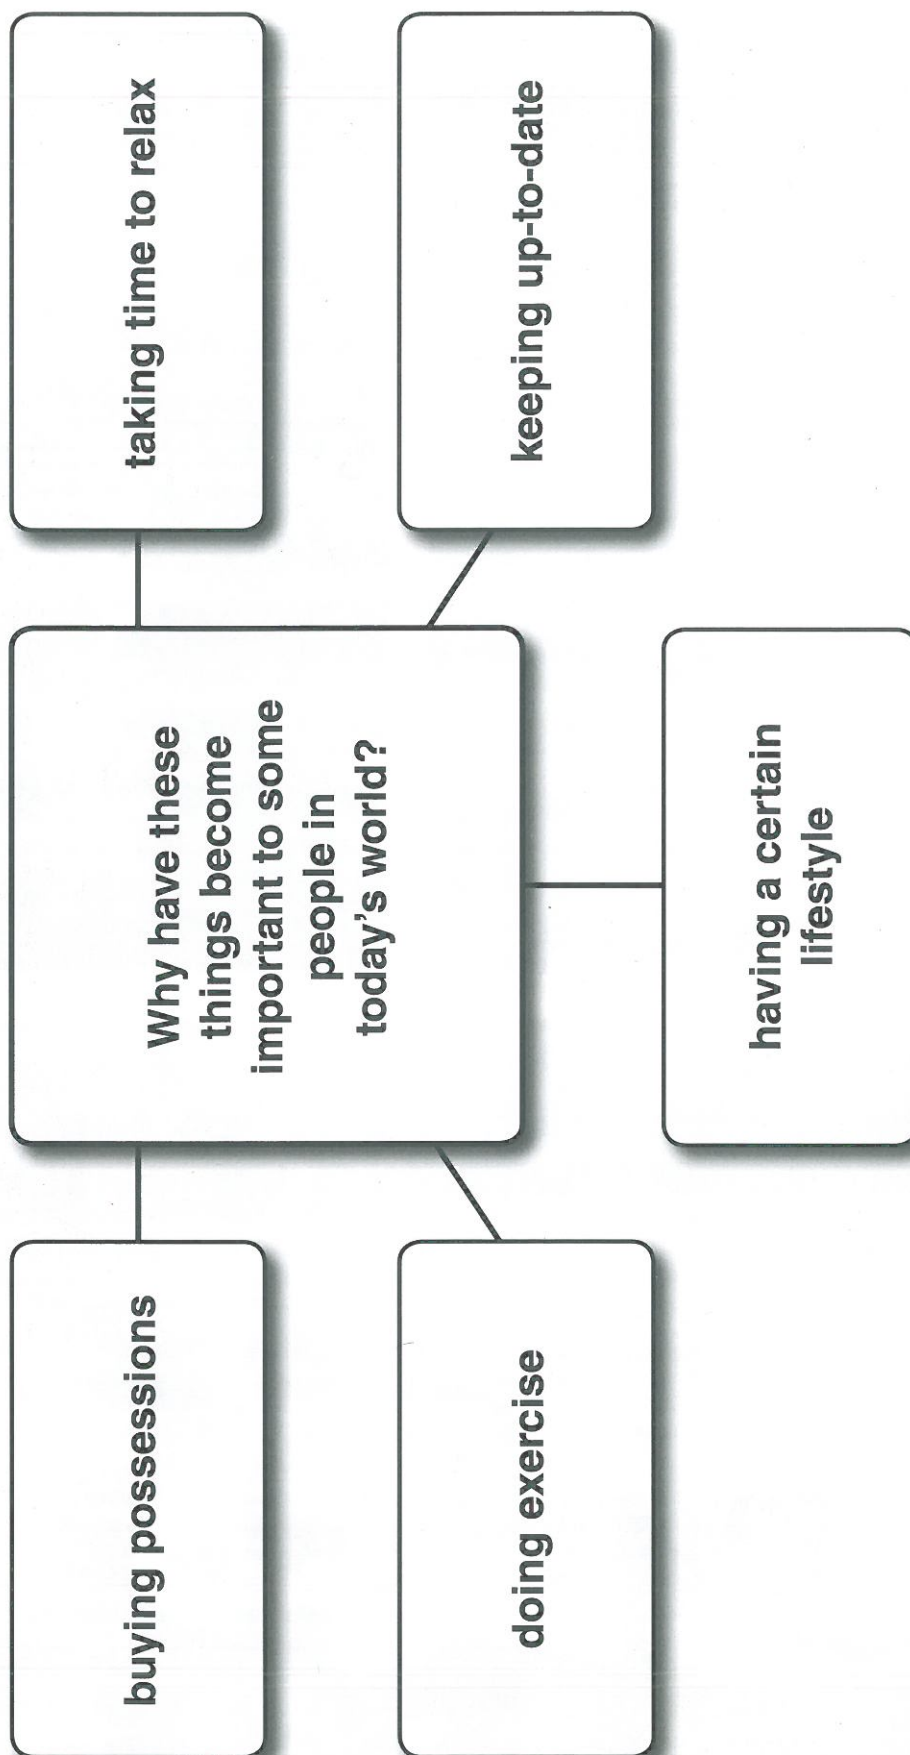 buying possessions
Why have these
things become
important to some
people in
today's world?
taking time to relax
doing exercise
keeping up-to-date
having a certain
lifestyle